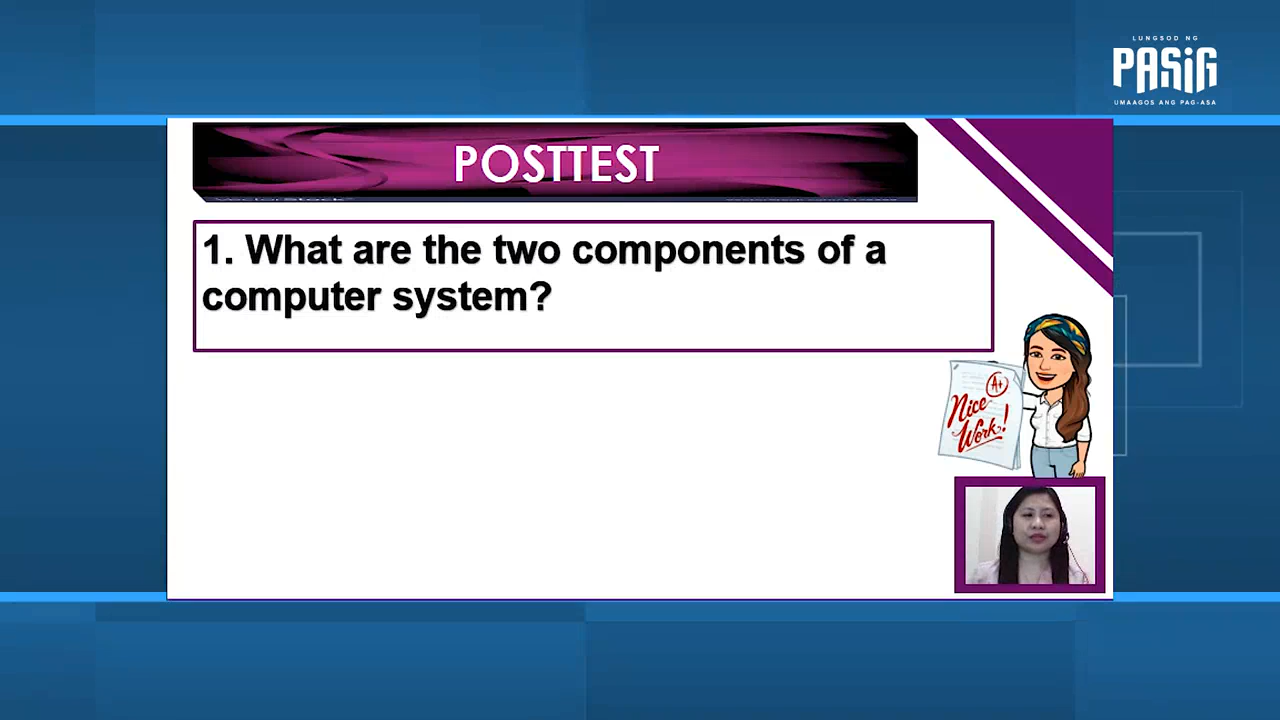 LUNGSOD NG
PASIG
UMAAGOS ANG PAG-ASA
POSTTEST
1. What are the two components of a
computer system?
A+
Nice
Work!